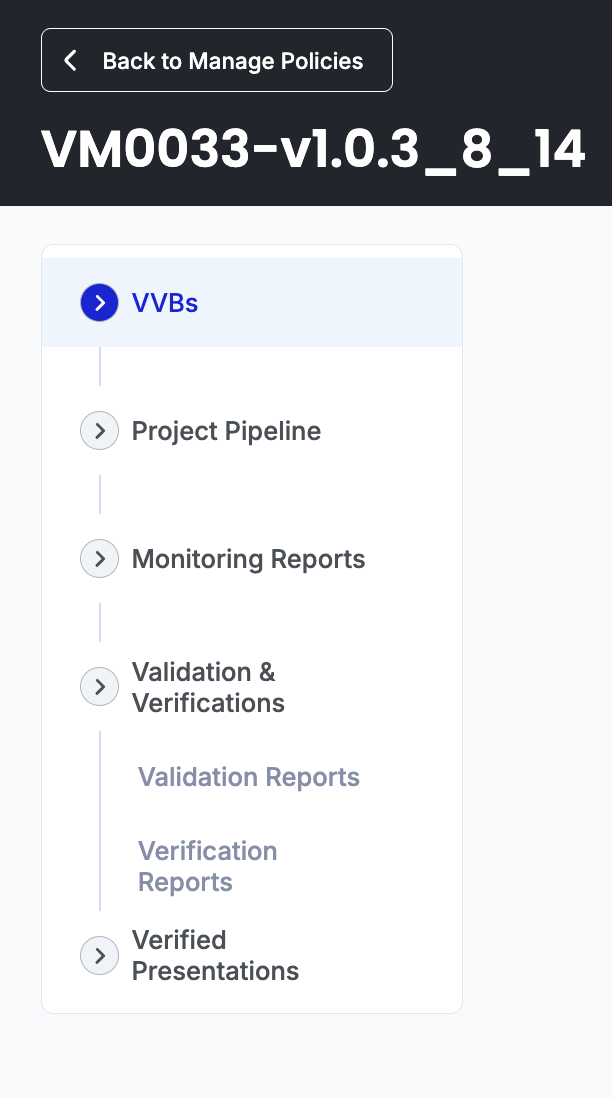 Back to Manage Policies
VM0033-v1.0.3_8_14
VVBs
Project Pipeline
Monitoring Reports
Validation &
Verifications
Validation Reports
Verification
Reports
Verified
Presentations